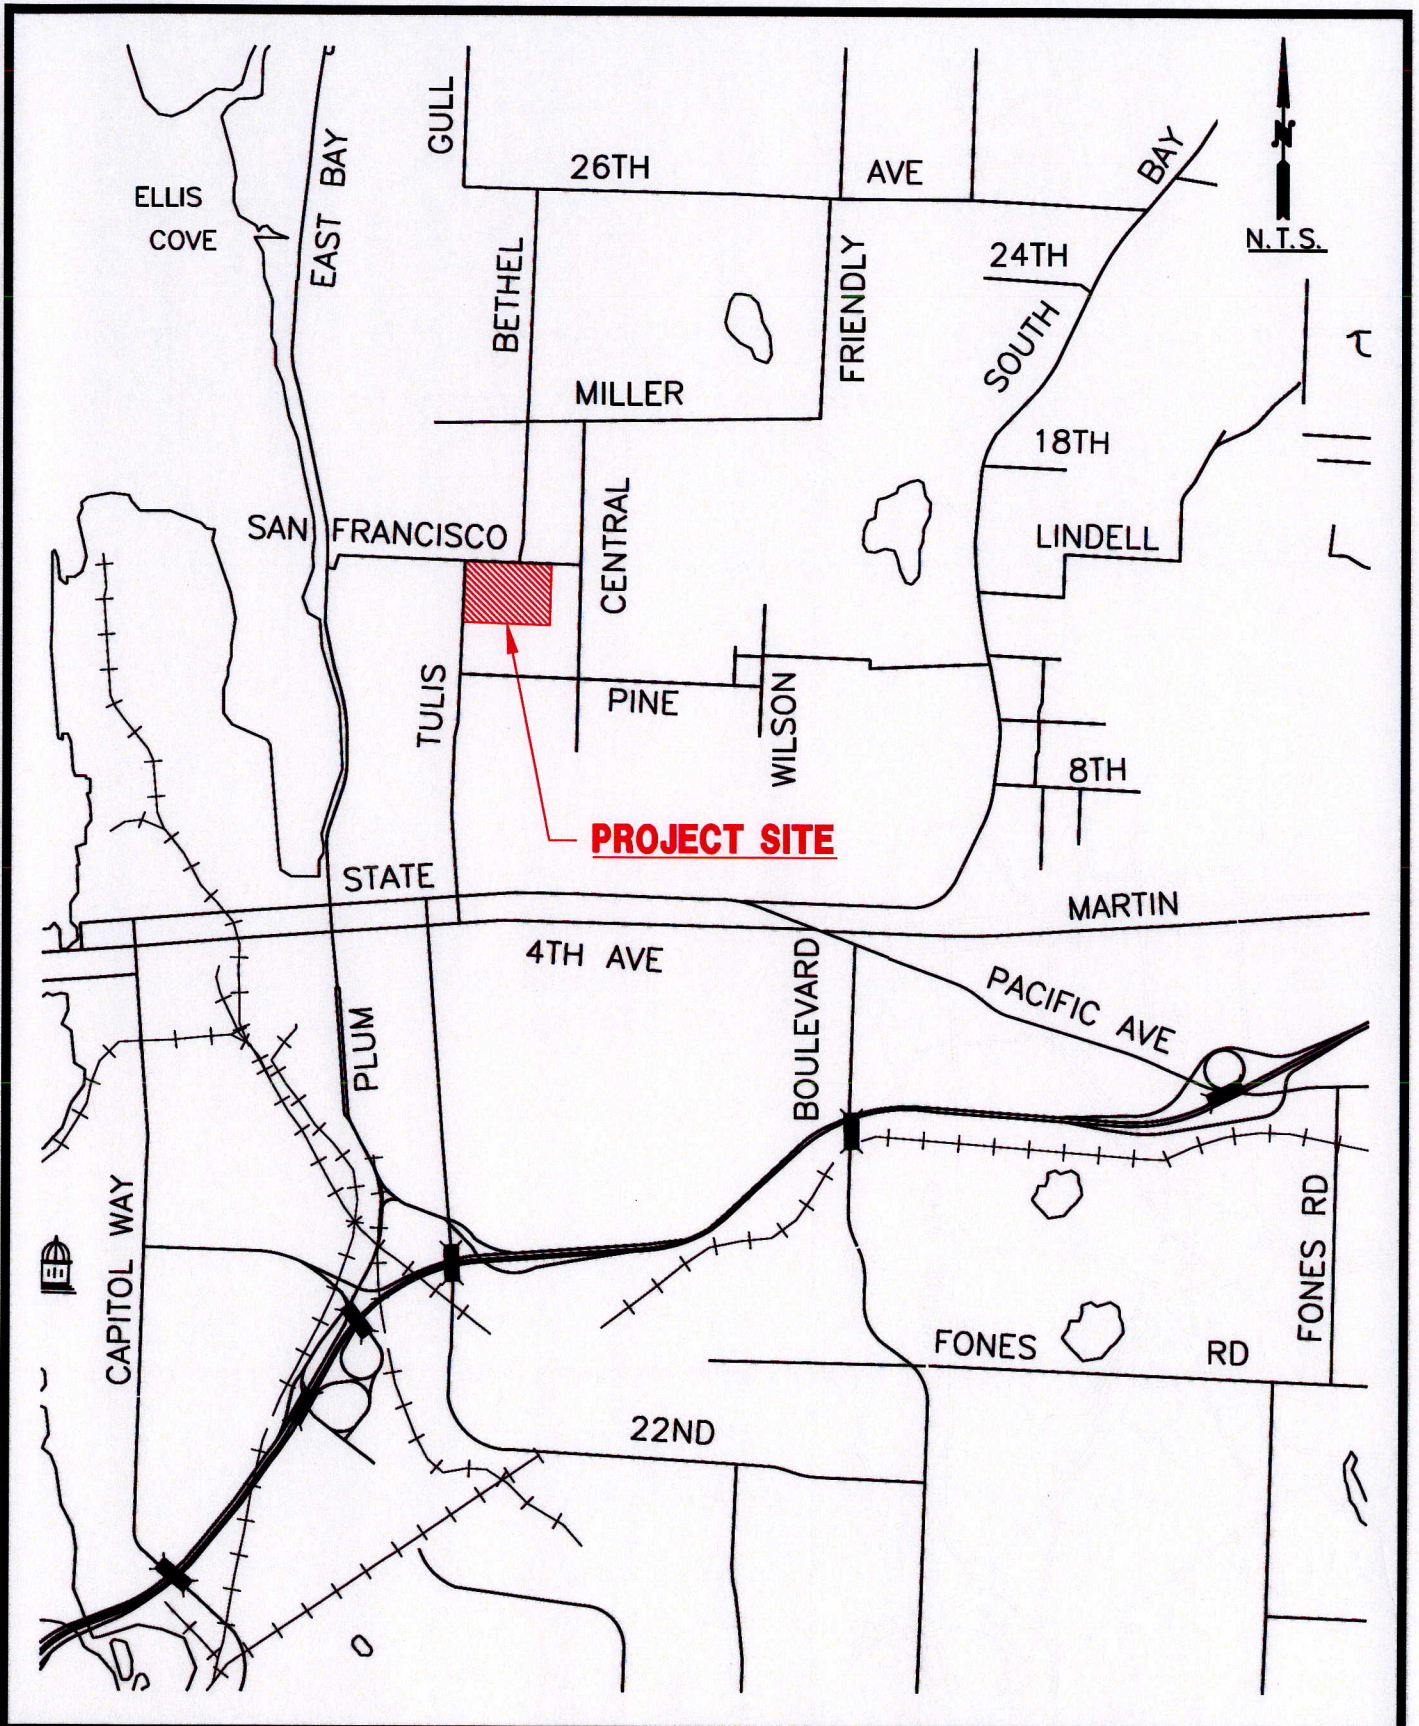 GULL
EAST BAY
26TH AVE
BAY
N
N.T.S.
ELLIS
COVE
BETHEL
FRIENDLY
24TH
SOUTH
MILLER
18TH
SAN FRANCISCO
CENTRAL
LINDELL
TULIS
PINE
WILSON
8TH
PROJECT SITE
STATE
MARTIN
4TH AVE
BOULEVARD
PACIFIC AVE
PLUM
CAPITOL WAY
FONES RD
FONES RD
22ND